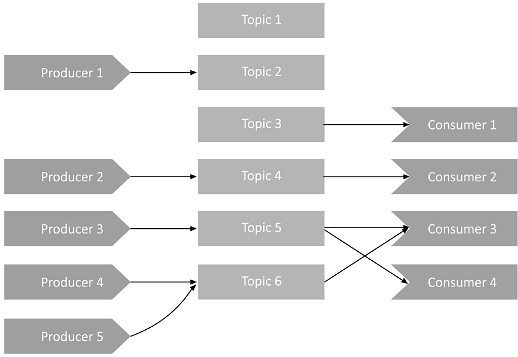 Topic 1
Producer 1
Topic 2
Topic 3
Consumer 1
Producer 2
Topic 4
Consumer 2
Producer 3
Topic 5
Consumer 3
Producer 4
Topic 6
Consumer 4
Producer 5